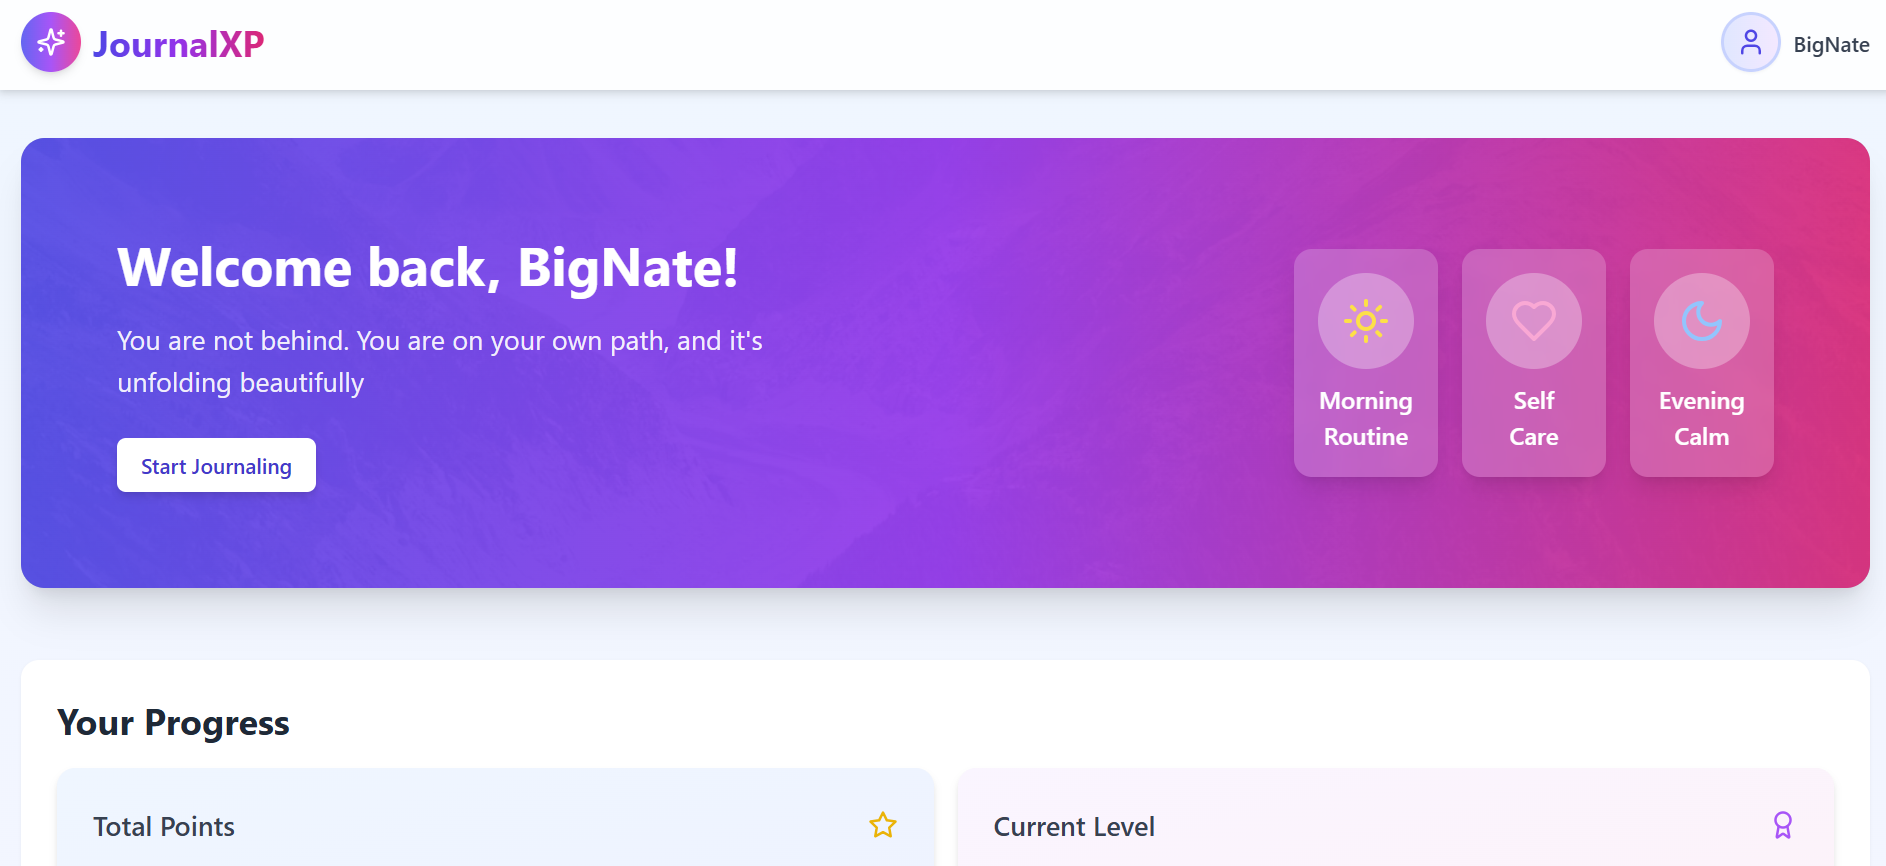 JournalXP
BigNate
Welcome back, BigNate!
You are not behind. You are on your own path, and it's
unfolding beautifully
Start Journaling
Morning
Routine
Self
Care
Evening
Calm
Your Progress
Total Points
Current Level